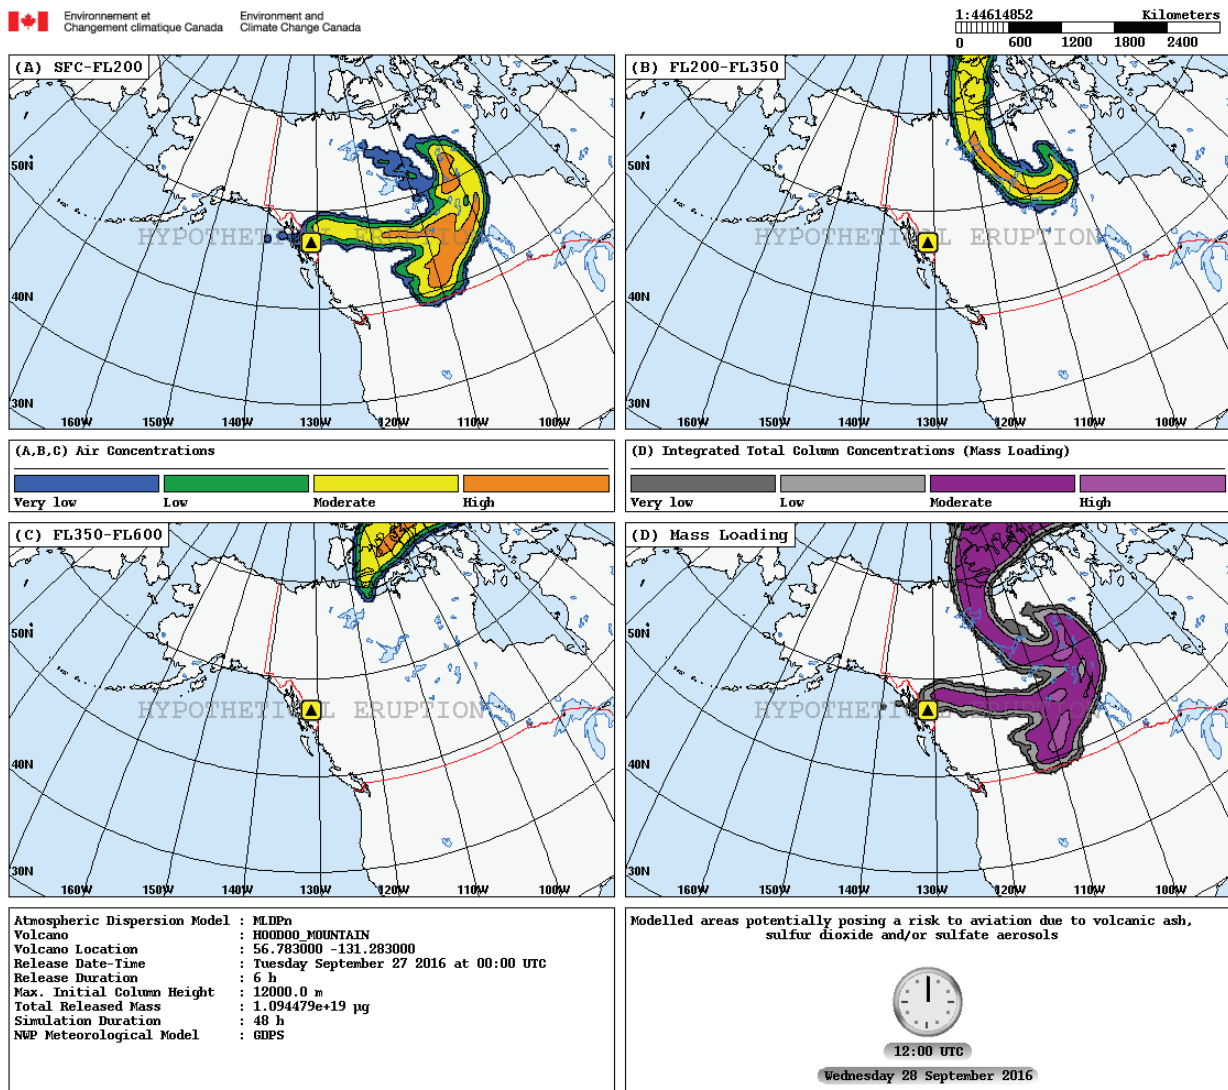 Environnement et Changement climatique Canada
Environment and Climate Change Canada
1:44614852 Kilometers
0 600 1200 1800 2400
(A) SFC-FL200
HYPOTHETICAL ERUPTION
50N
40N
30N
160W 150W 140W 130W 120W 110W 100W
(B) FL200-FL350
HYPOTHETICAL ERUPTION
50N
40N
30N
160W 150W 140W 130W 120W 110W 100W
(A,B,C) Air Concentrations
Very low Low Moderate High
(D) Integrated Total Column Concentrations (Mass Loading)
Very low Low Moderate High
(C) FL350-FL600
HYPOTHETICAL ERUPTION
50N
40N
30N
160W 150W 140W 130W 120W 110W 100W
(D) Mass Loading
HYPOTHETICAL ERUPTION
50N
40N
30N
160W 150W 140W 130W 120W 110W 100W
Atmospheric Dispersion Model : MLDPn
Volcano : HOODOO_MOUNTAIN
Volcano Location : 56.783000 -131.283000
Release Date-Time : Tuesday September 27 2016 at 00:00 UTC
Release Duration : 6 h
Max. Initial Column Height : 12000.0 m
Total Released Mass : 1.094479e+19 µg
Simulation Duration : 48 h
NWP Meteorological Model : GDPS
Modelled areas potentially posing a risk to aviation due to volcanic ash,
sulfur dioxide and/or sulfate aerosols
12:00 UTC
Wednesday 28 September 2016